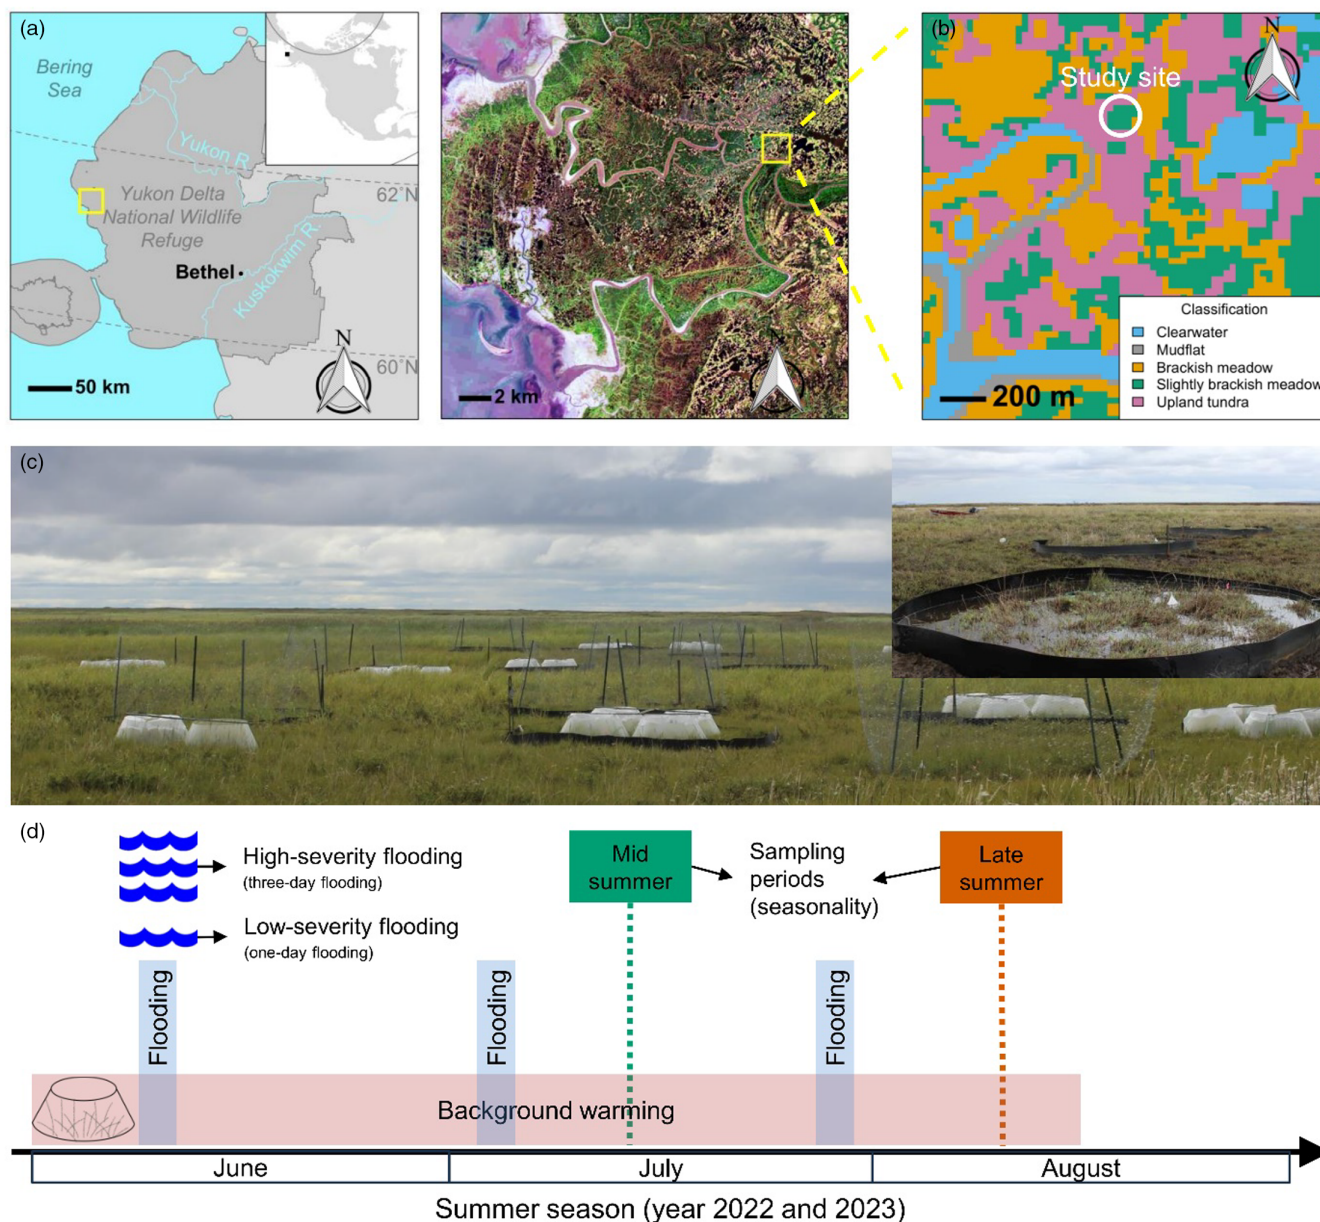 (a)
Bering
Sea
Yukon R.
62°N
Yukon Delta
National Wildlife
Refuge
Bethel
Kuskokwim R.
N
60°N
50 km
N
2 km
(b)
N
Study site
Classification
Clearwater
Mudflat
Brackish meadow
Slightly brackish meadow
Upland tundra
200 m
(c)
(d)
High-severity flooding
(three-day flooding)
Low-severity flooding
(one-day flooding)
Mid
summer
Sampling
periods
(seasonality)
Late
summer
Flooding
Flooding
Flooding
Background warming
June
July
August
Summer season (year 2022 and 2023)